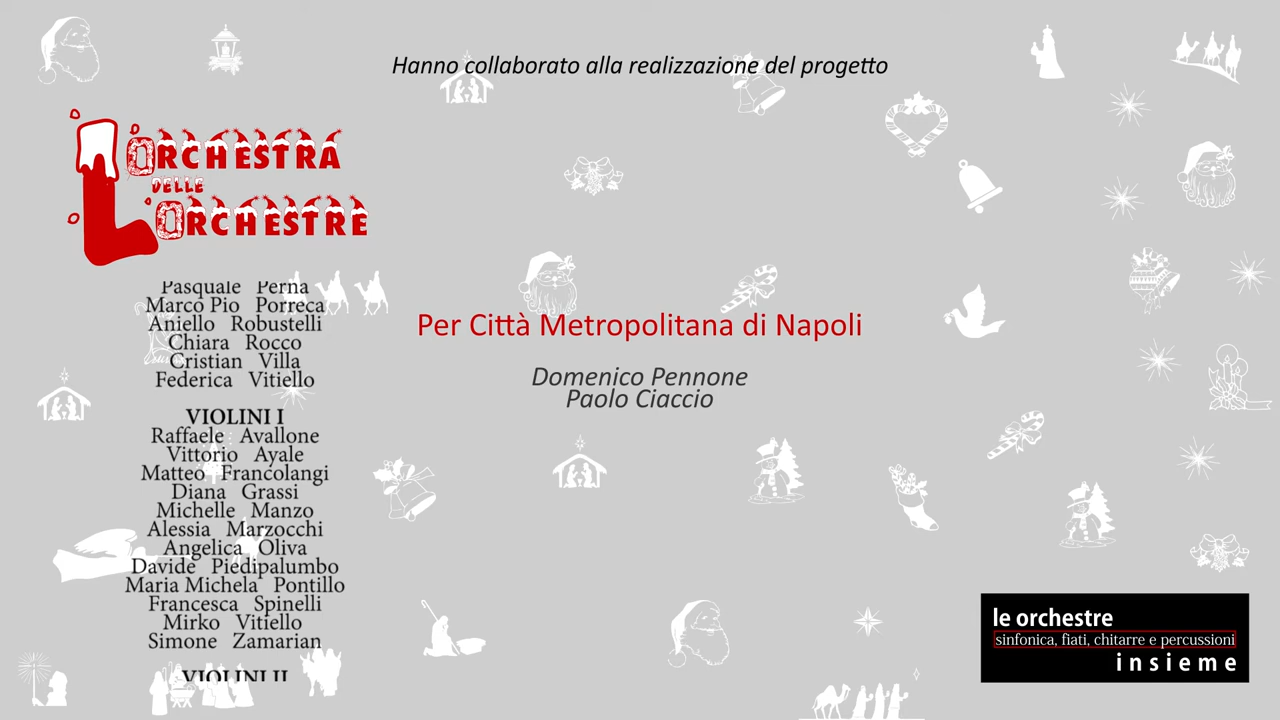 Hanno collaborato alla realizzazione del progetto
L'ORCHESTRA
DELLE
ORCHESTRE
Pasquale Perna
Marco Pio Porreca
Aniello Robustelli
Chiara Rocco
Cristian Villa
Federica Vitiello
VIOLINI I
Raffaele Avallone
Vittorio Ayale
Matteo Francolangi
Diana Grassi
Michelle Manzo
Alessia Marzocchi
Angelica Oliva
Davide Piedipalumbo
Maria Michela Pontillo
Francesca Spinelli
Mirko Vitiello
Simone Zamarian
VIOLINI II
Per Città Metropolitana di Napoli
Domenico Pennone
Paolo Ciaccio
le orchestre
sinfonica, fiati, chitarre e percussioni
insieme